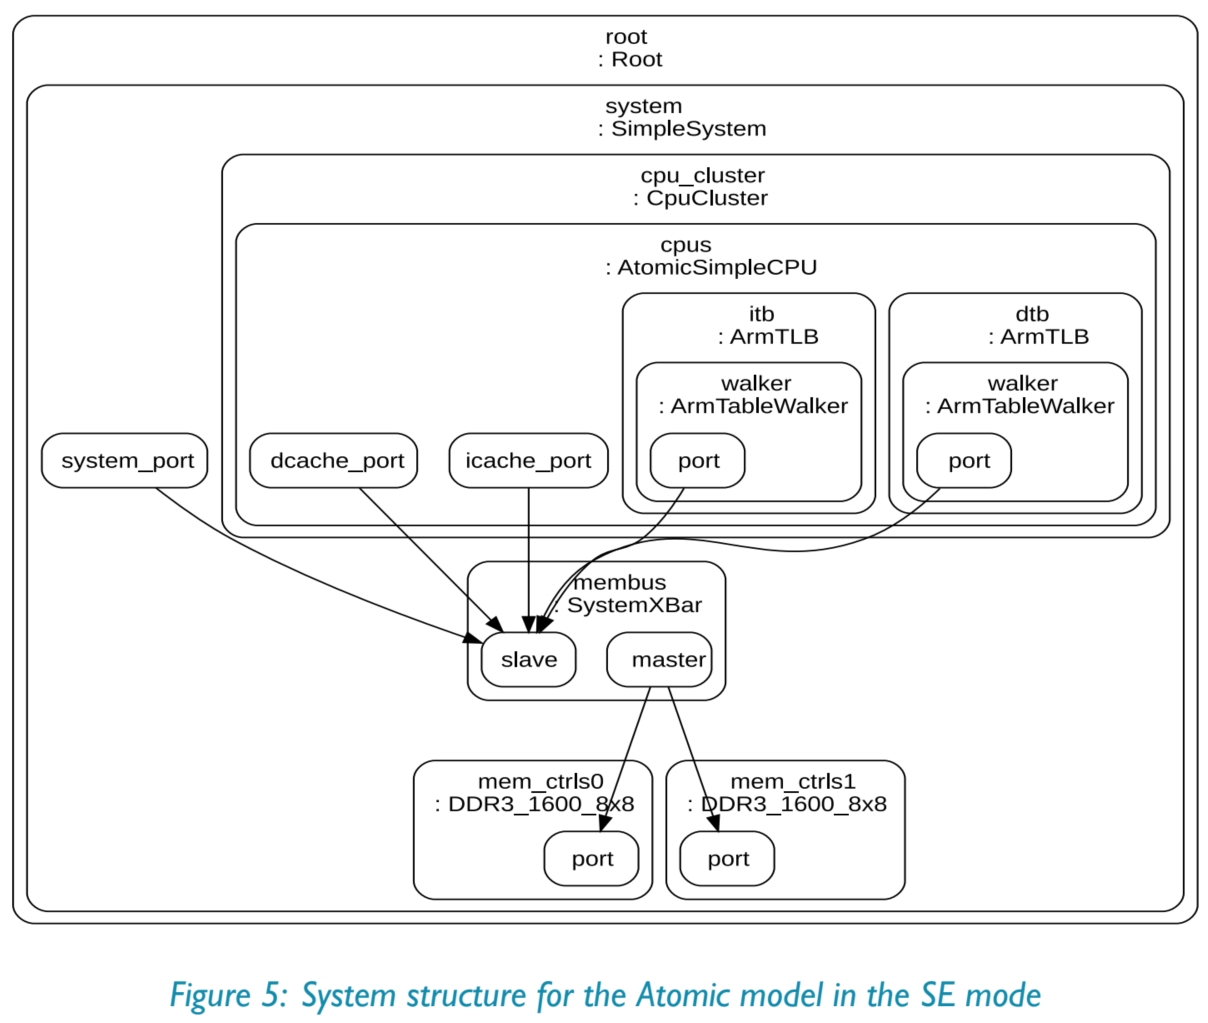 root
: Root
system
: SimpleSystem
cpu_cluster
: CpuCluster
cpus
: AtomicSimpleCPU
itb
: ArmTLB
dtb
: ArmTLB
walker
: ArmTableWalker
walker
: ArmTableWalker
system_port
dcache_port
icache_port
port
port
membus
: SystemXBar
slave
master
mem_ctrls0
: DDR3_1600_8x8
mem_ctrls1
: DDR3_1600_8x8
port
port
Figure 5: System structure for the Atomic model in the SE mode